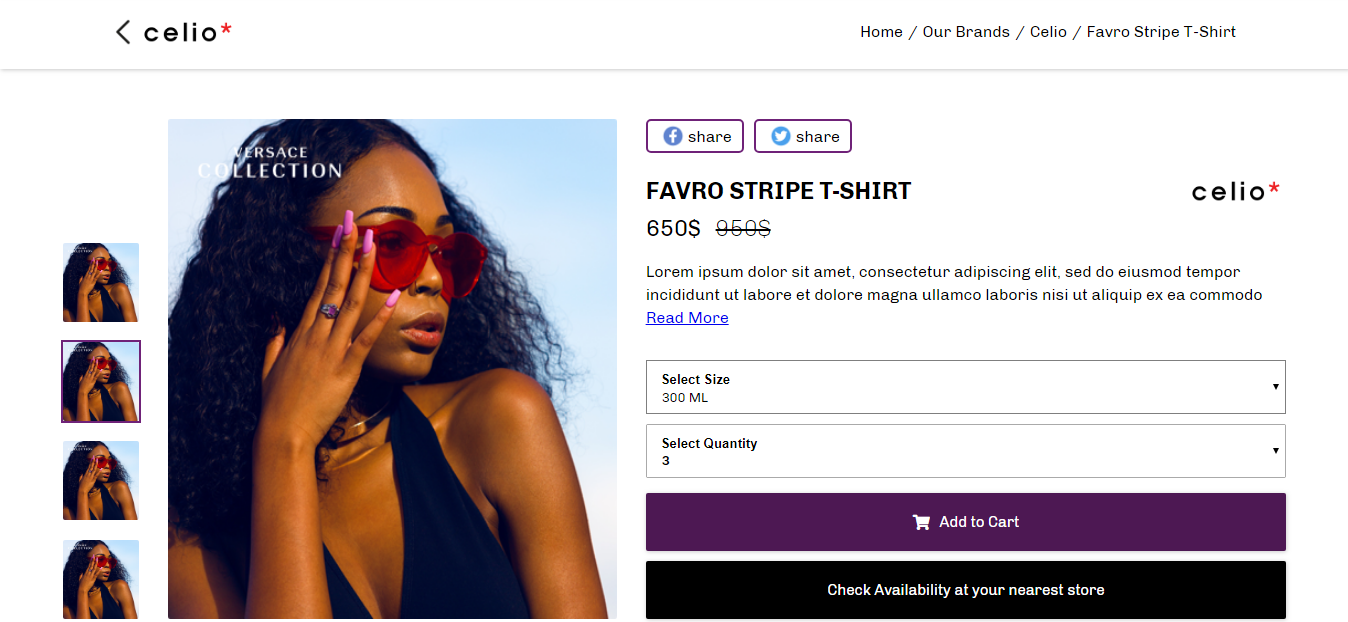 celio*
Home / Our Brands / Celio / Favro Stripe T-Shirt
VERSACE
COLLECTION
share
share
FAVRO STRIPE T-SHIRT
celio*
650$ 950$
Lorem ipsum dolor sit amet, consectetur adipiscing elit, sed do eiusmod tempor
incididunt ut labore et dolore magna ullamco laboris nisi ut aliquip ex ea commodo
Read More
Select Size
300 ML
Select Quantity
3
Add to Cart
Check Availability at your nearest store